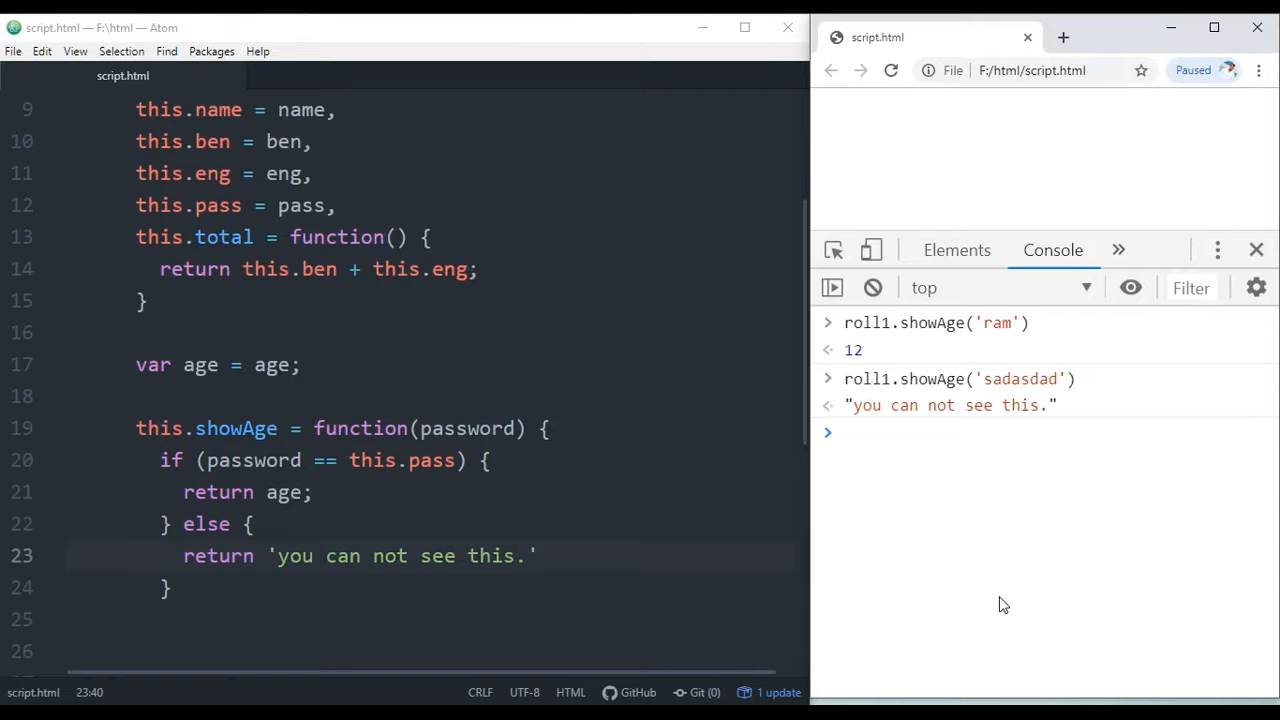 script.html — F:\html — Atom
File Edit View Selection Find Packages Help
script.html
9 this.name = name,
10 this.ben = ben,
11 this.eng = eng,
12 this.pass = pass,
13 this.total = function() {
14 return this.ben + this.eng;
15 }
16
17 var age = age;
18
19 this.showAge = function(password) {
20 if (password == this.pass) {
21 return age;
22 } else {
23 return 'you can not see this.'
24 }
25
26
script.html 23:40 CRLF UTF-8 HTML GitHub Git (0) 1 update
script.html
File F:/html/script.html Paused
Elements Console
top Filter
roll1.showAge('ram')
12
roll1.showAge('sadasdad')
"you can not see this."